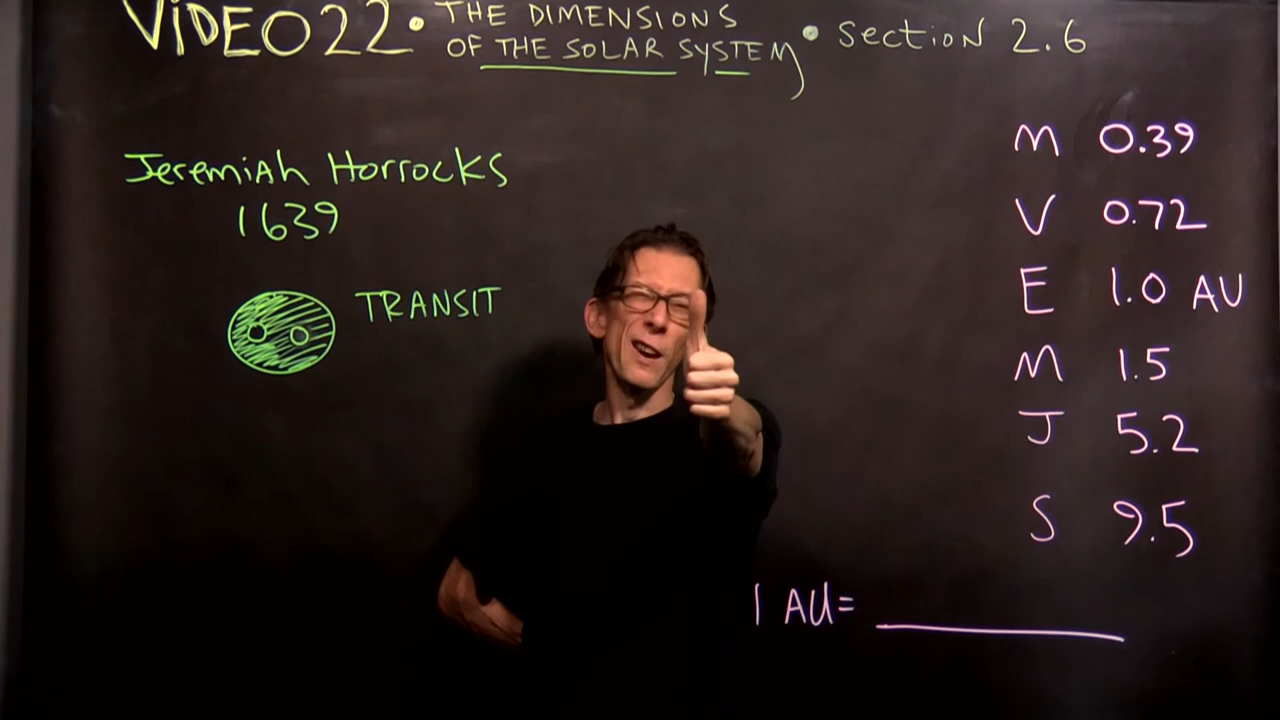 VIDEO 22 • THE DIMENSIONS OF THE SOLAR SYSTEM • SECTION 2.6
Jeremiah Horrocks
1639
TRANSIT
M 0.39
V 0.72
E 1.0 AU
M 1.5
J 5.2
S 9.5
1 AU =